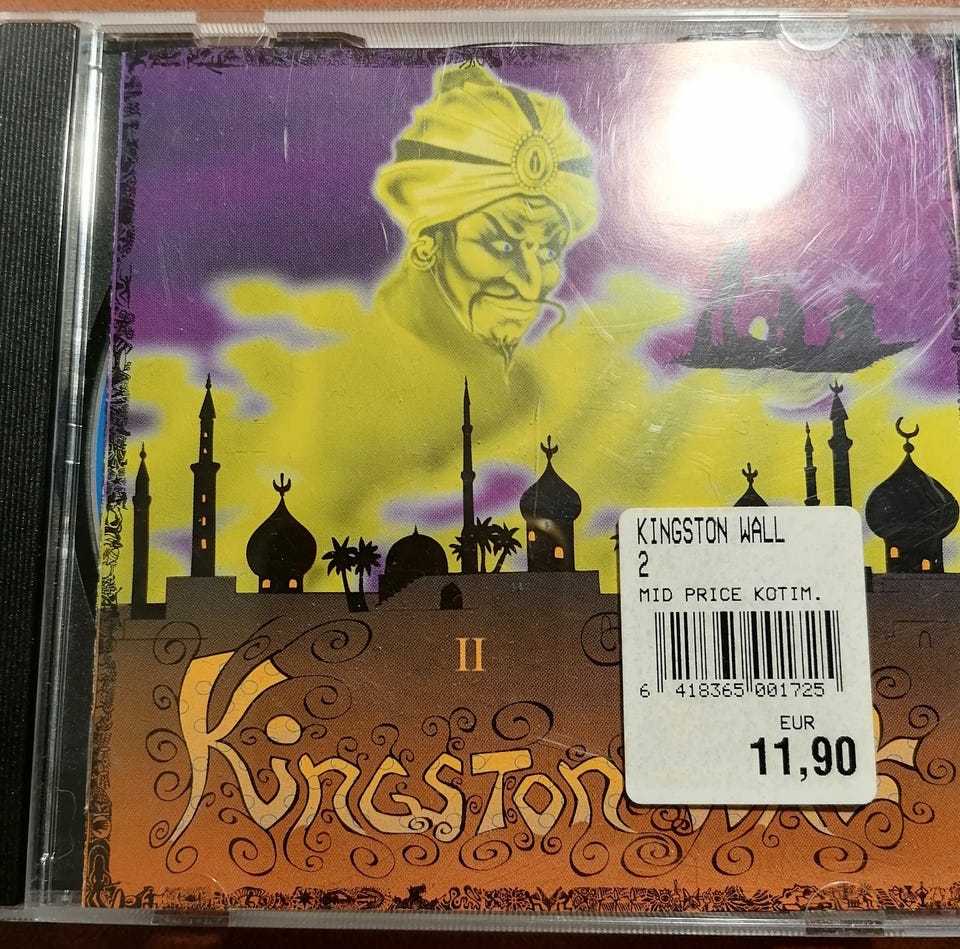 KINGSTON WALL
2
MID PRICE KOTIM.
6 418365 001725
EUR
11,90
II
Kingston